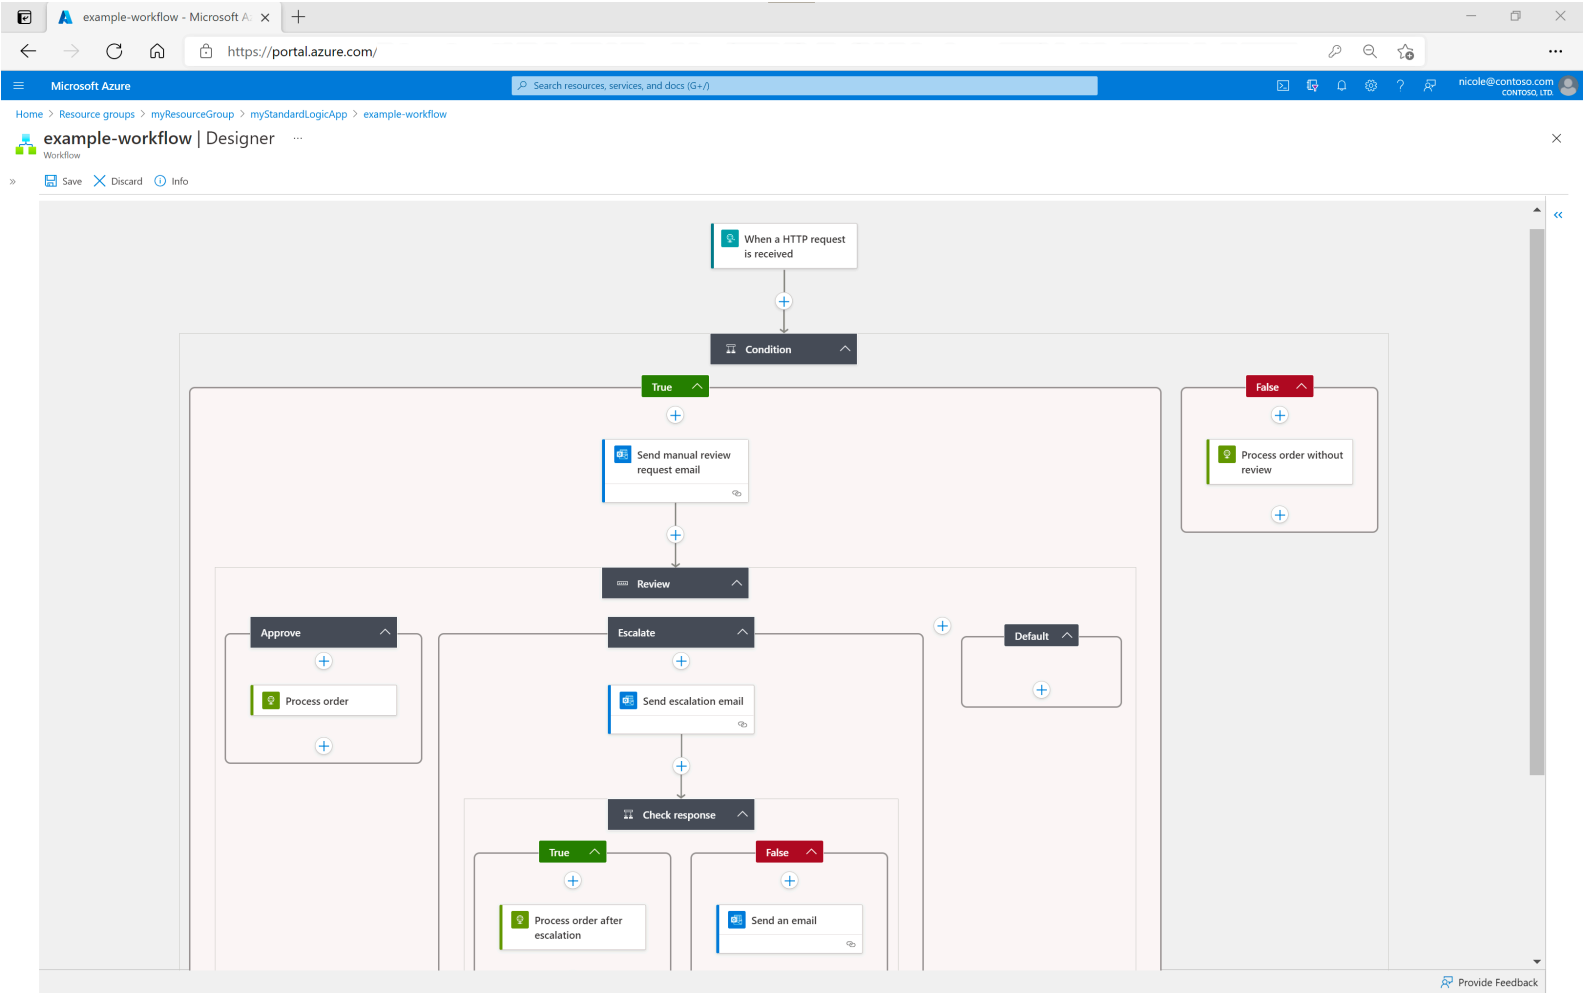 example-workflow - Microsoft A
https://portal.azure.com/
Microsoft Azure
Search resources, services, and docs (G+/)
nicole@contoso.com
CONTOSO, LTD.
Home > Resource groups > myResourceGroup > myStandardLogicApp > example-workflow
example-workflow | Designer ...
Workflow
Save Discard Info
When a HTTP request
is received
Condition
True
False
Send manual review
request email
Process order without
review
Review
Approve
Escalate
Default
Process order
Send escalation email
Check response
True
False
Process order after
escalation
Send an email
Provide Feedback